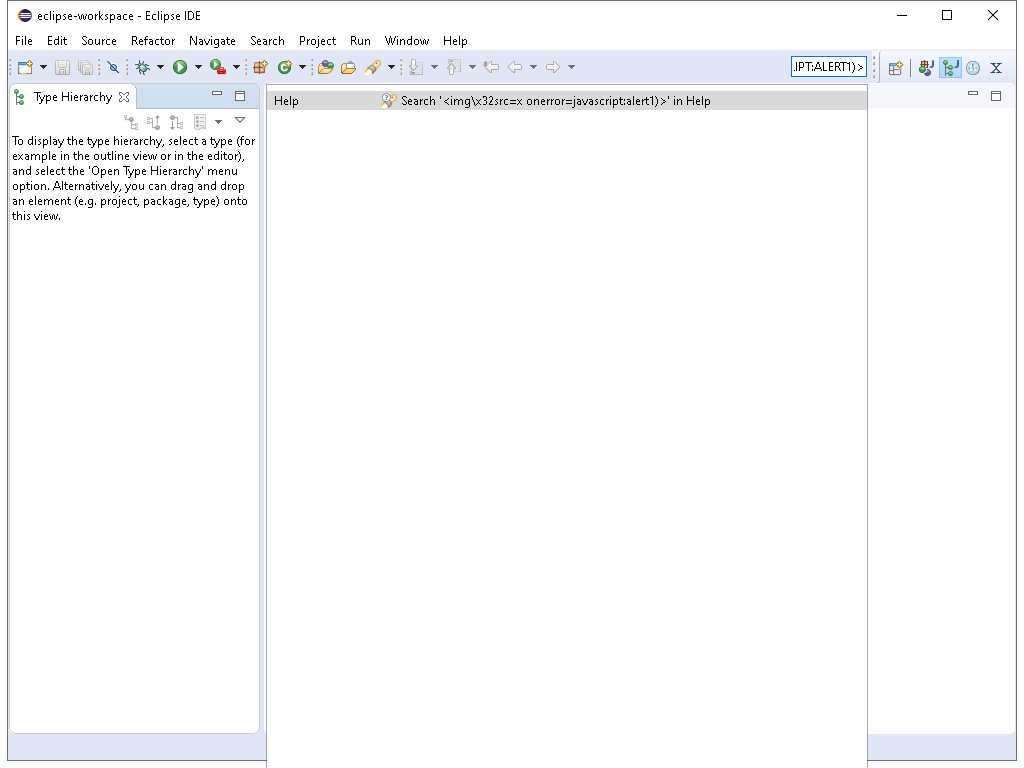 eclipse-workspace - Eclipse IDE
File Edit Source Refactor Navigate Search Project Run Window Help
IPT:ALERT1)>
X
Type Hierarchy
Help Search '<img\x32src=x onerror=javascript:alert1)>' in Help
To display the type hierarchy, select a type (for
example in the outline view or in the editor),
and select the 'Open Type Hierarchy' menu
option. Alternatively, you can drag and drop
an element (e.g. project, package, type) onto
this view.